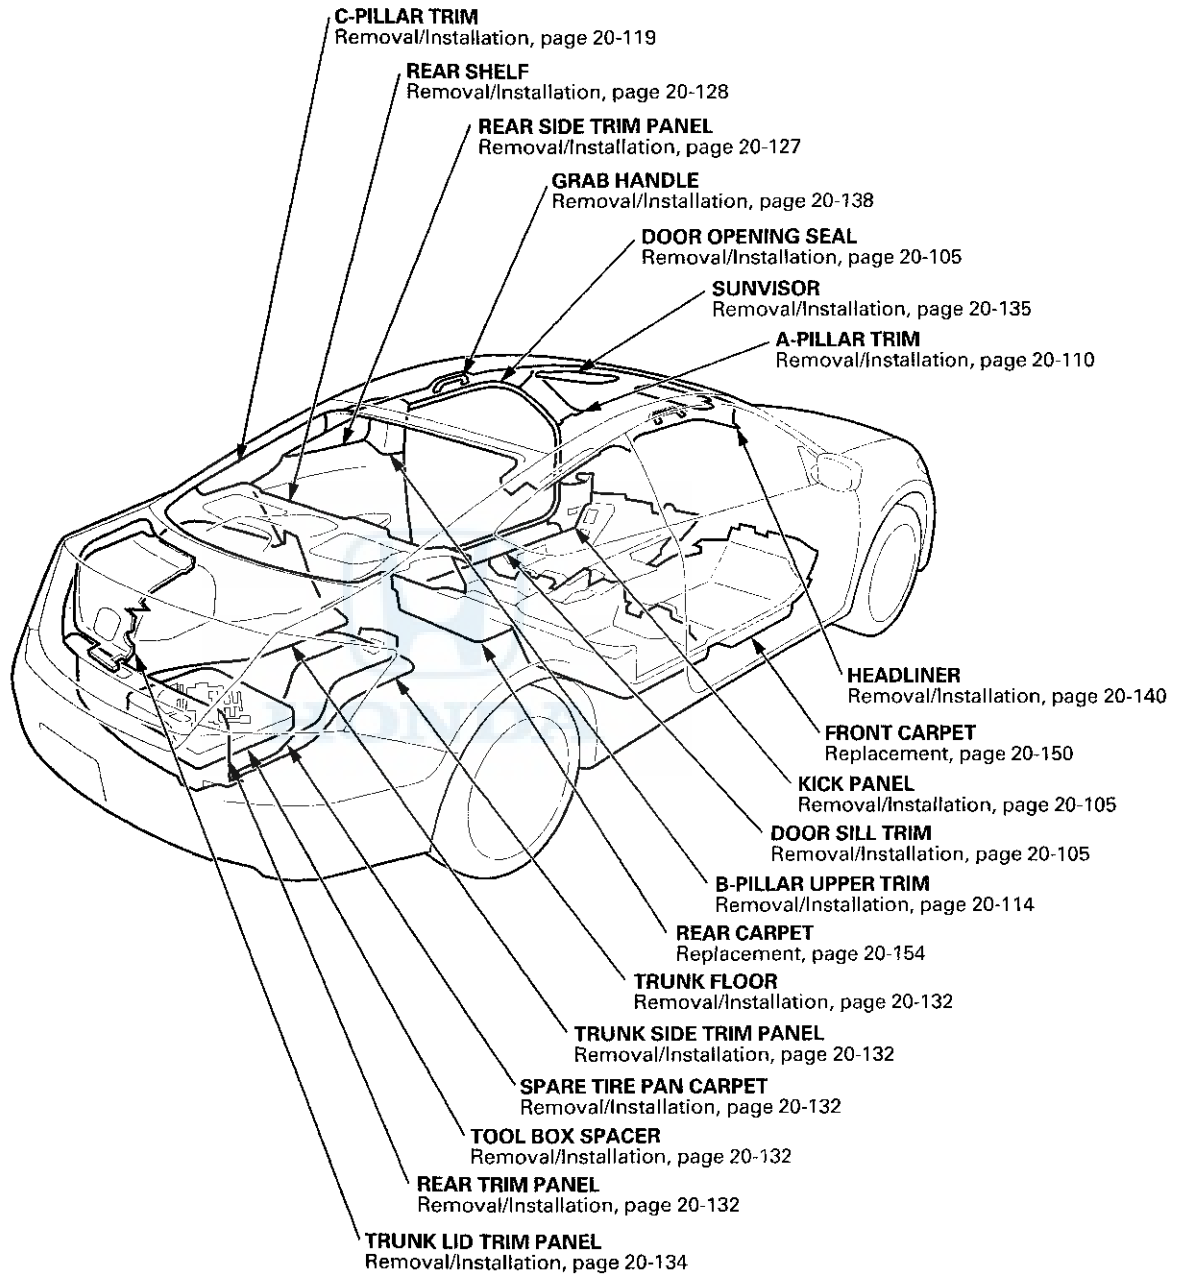 C-PILLAR TRIM
Removal/Installation, page 20-119
REAR SHELF
Removal/Installation, page 20-128
REAR SIDE TRIM PANEL
Removal/Installation, page 20-127
GRAB HANDLE
Removal/Installation, page 20-138
DOOR OPENING SEAL
Removal/Installation, page 20-105
SUNVISOR
Removal/Installation, page 20-135
A-PILLAR TRIM
Removal/Installation, page 20-110
HONDA
HEADLINER
Removal/Installation, page 20-140
FRONT CARPET
Replacement, page 20-150
KICK PANEL
Removal/Installation, page 20-105
DOOR SILL TRIM
Removal/Installation, page 20-105
B-PILLAR UPPER TRIM
Removal/Installation, page 20-114
REAR CARPET
Replacement, page 20-154
TRUNK FLOOR
Removal/Installation, page 20-132
TRUNK SIDE TRIM PANEL
Removal/Installation, page 20-132
SPARE TIRE PAN CARPET
Removal/Installation, page 20-132
TOOL BOX SPACER
Removal/Installation, page 20-132
REAR TRIM PANEL
Removal/Installation, page 20-132
TRUNK LID TRIM PANEL
Removal/Installation, page 20-134